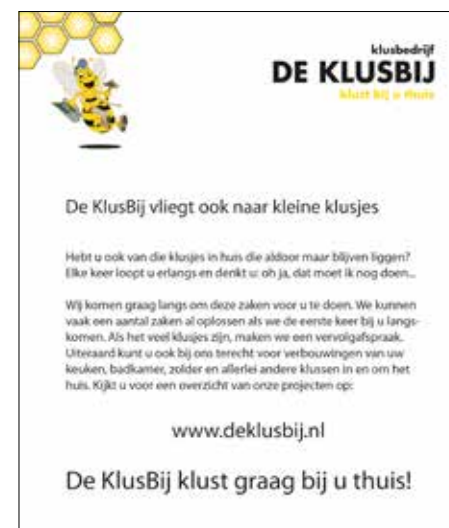 klusbedrijf
DE KLUSBIJ
klust bij u thuis
De KlusBij vliegt ook naar kleine klusjes
Hebt u ook van die klusjes in huis die aldoor maar blijven liggen?
Elke keer loopt u erlangs en denkt u: oh ja, dat moet ik nog doen...
Wij komen graag langs om deze zaken voor u te doen. We kunnen
vaak een aantal zaken al oplossen als we de eerste keer bij u langs-
komen. Als het veel klusjes zijn, maken we een vervolgafspraak.
Uiteraard kunt u ook bij ons terecht voor verbouwingen van uw
keuken, badkamer, zolder en allerlei andere klussen in en om het
huis. Kijkt u voor een overzicht van onze projecten op:
www.deklusbij.nl
De KlusBij klust graag bij u thuis!